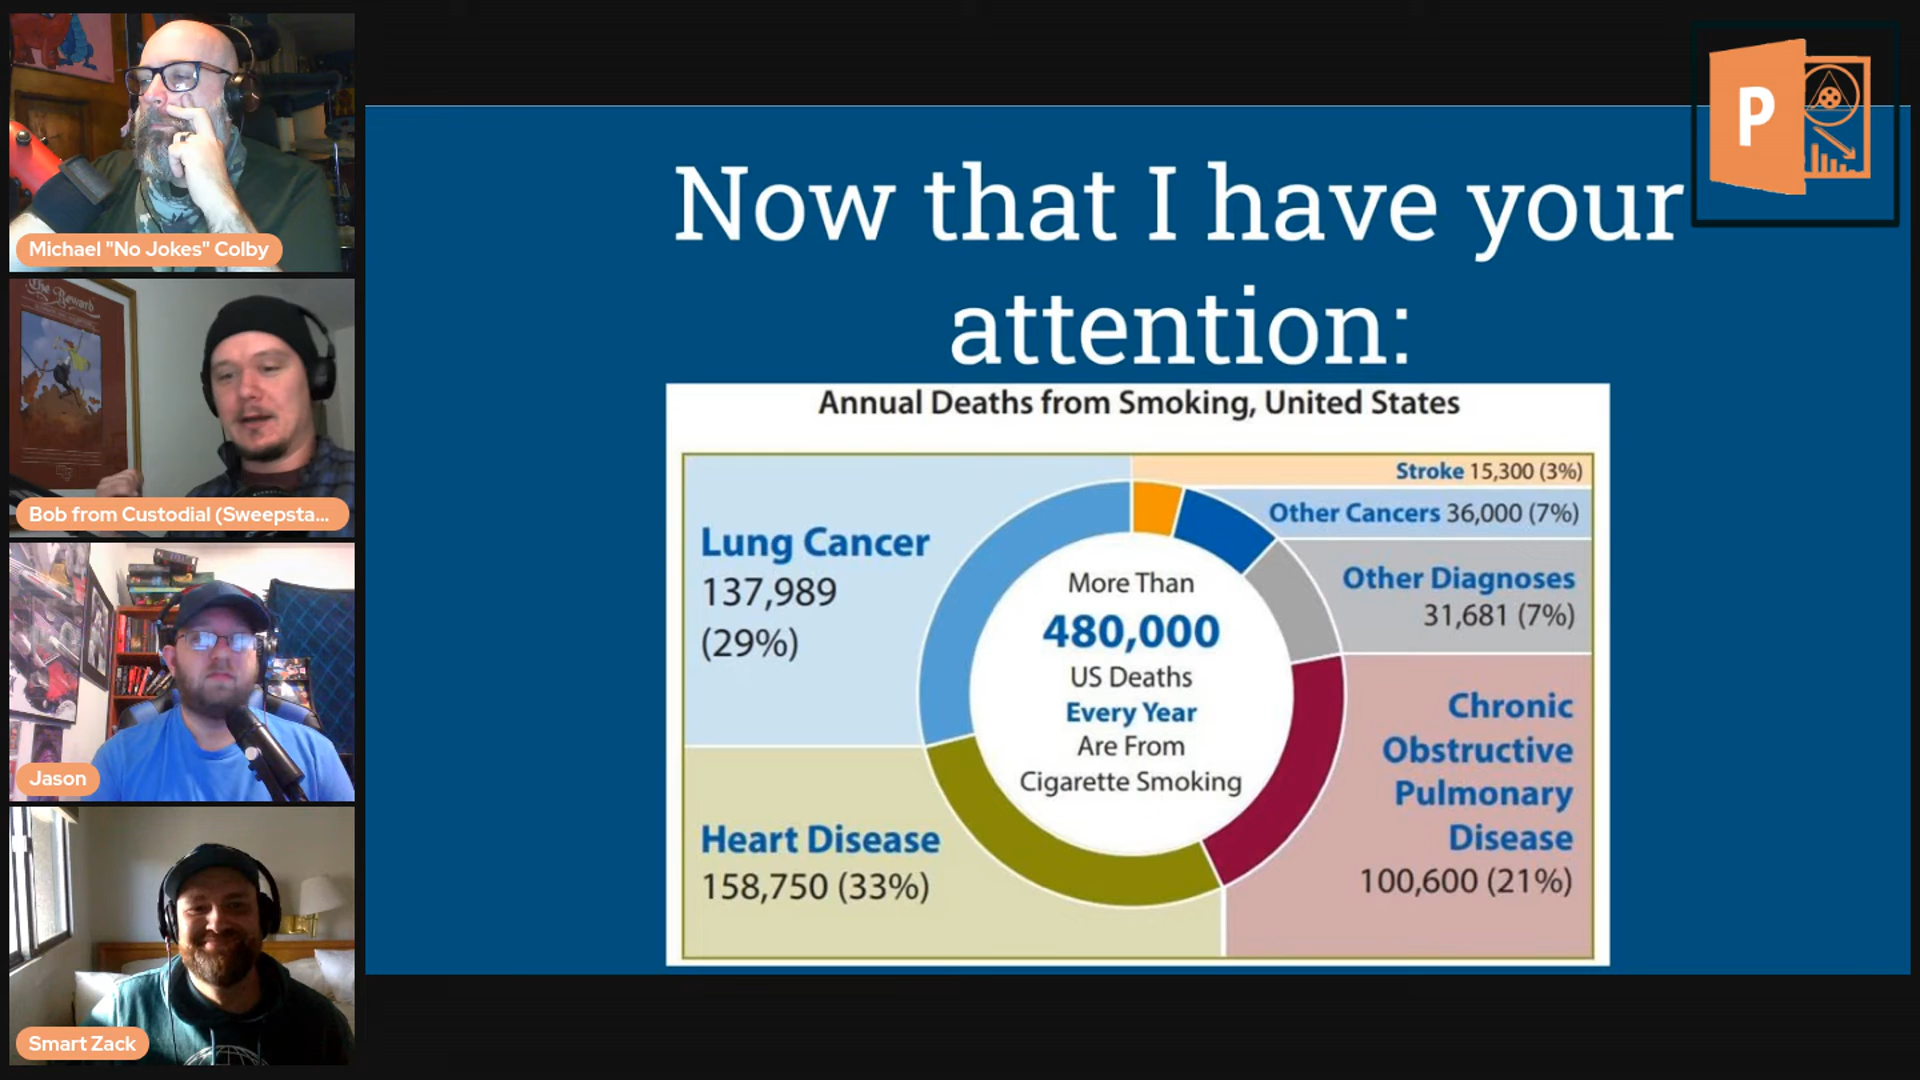 Michael "No Jokes" Colby
The Reward
Bob from Custodial (Sweepsta...
Jason
Smart Zack
P
Now that I have your
attention:
Annual Deaths from Smoking, United States
Lung Cancer
137,989
(29%)
Heart Disease
158,750 (33%)
More Than
480,000
US Deaths
Every Year
Are From
Cigarette Smoking
Stroke 15,300 (3%)
Other Cancers 36,000 (7%)
Other Diagnoses
31,681 (7%)
Chronic
Obstructive
Pulmonary
Disease
100,600 (21%)